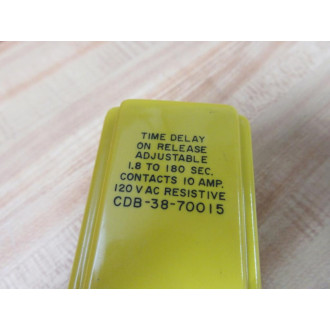 TIME DELAY
ON RELEASE
ADJUSTABLE
1.8 TO 180 SEC.
CONTACTS 10 AMP.
120 V AC RESISTIVE
CDB-38-70015